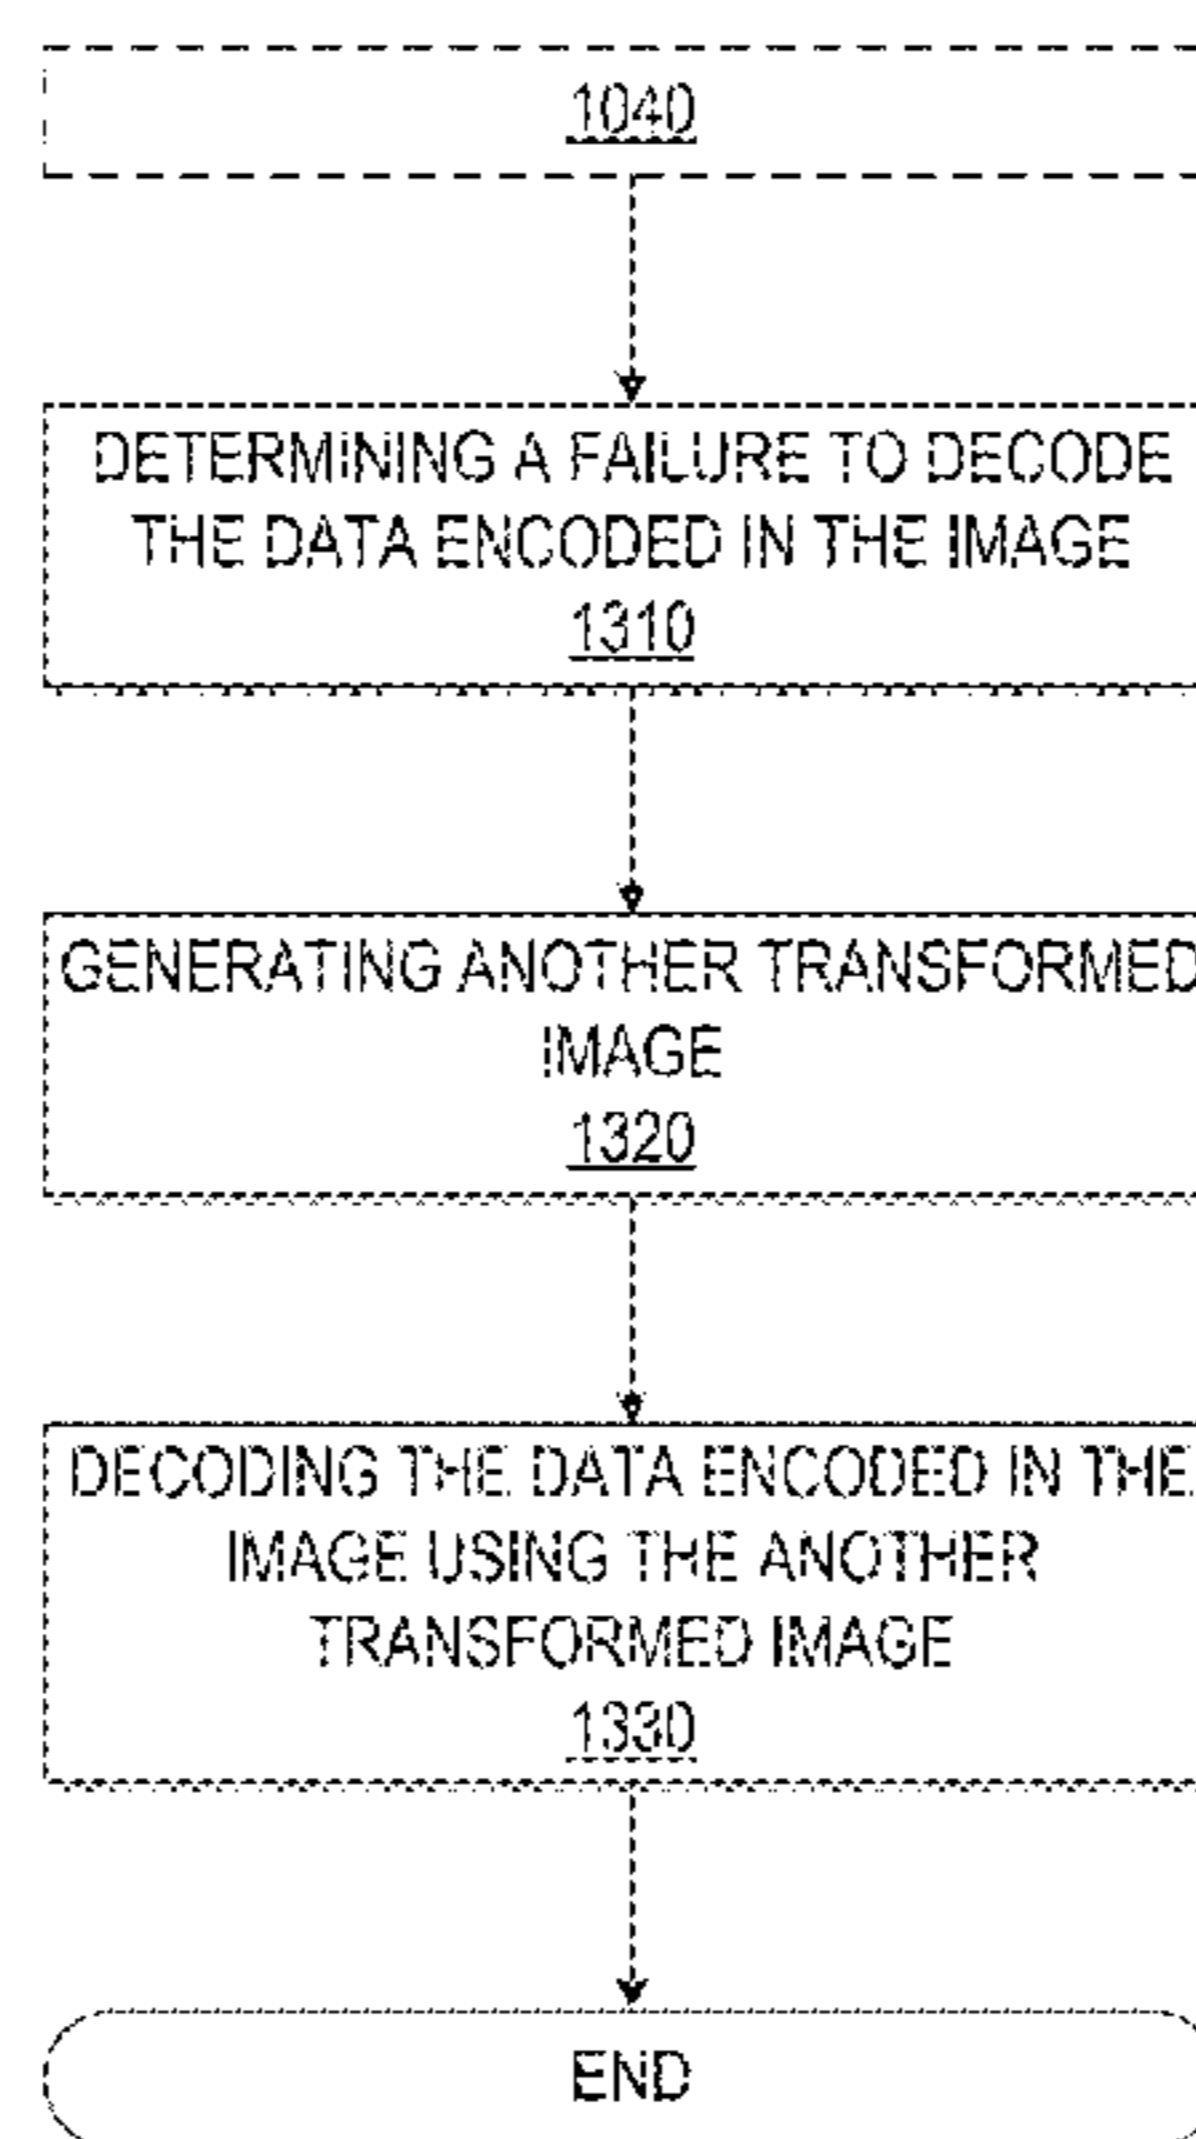 1040
DETERMINING A FAILURE TO DECODE
THE DATA ENCODED IN THE IMAGE
1310
GENERATING ANOTHER TRANSFORMED
IMAGE
1320
DECODING THE DATA ENCODED IN THE
IMAGE USING THE ANOTHER
TRANSFORMED IMAGE
1330
END